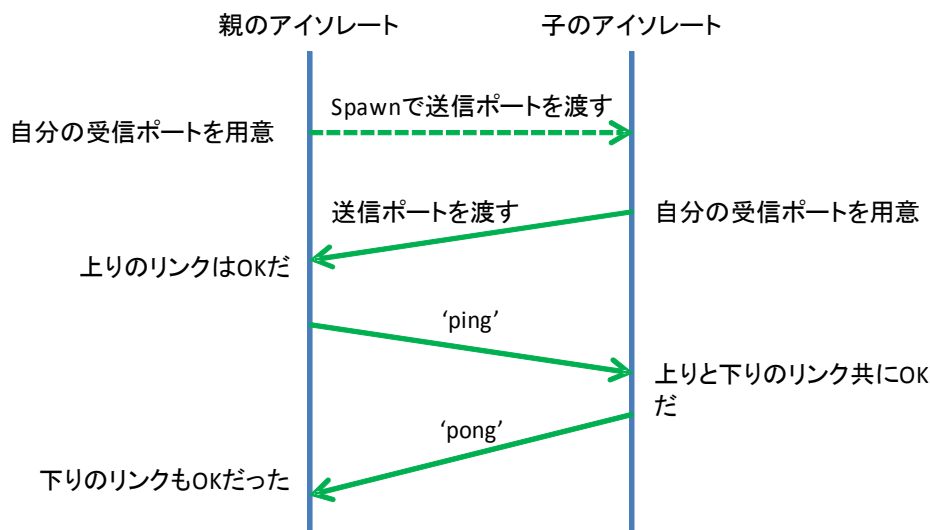 親のアイソレート
子のアイソレート
Spawnで送信ポートを渡す
自分の受信ポートを用意
送信ポートを渡す
自分の受信ポートを用意
上りのリンクはOKだ
‘ping’
上りと下りのリンク共にOK
だ
‘pong’
下りのリンクもOKだった